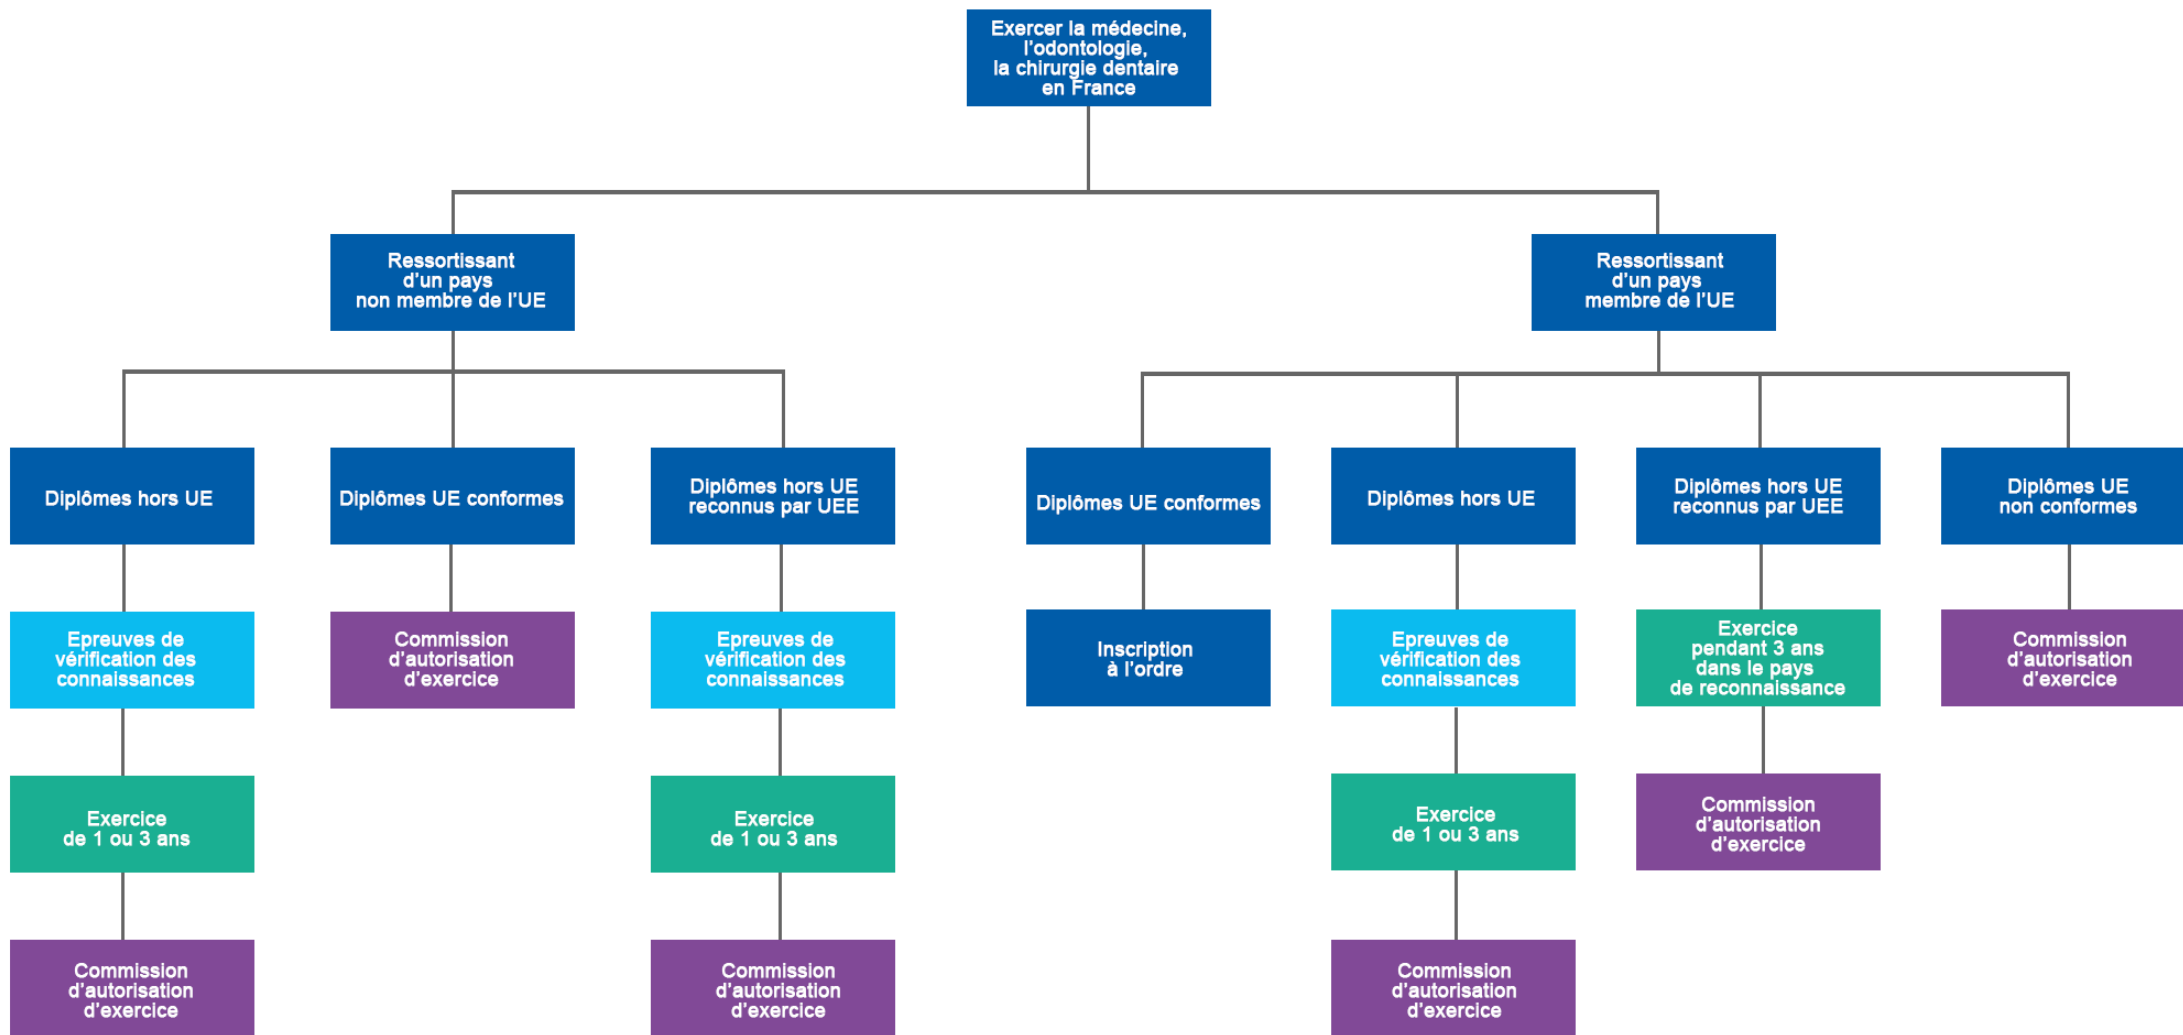 Exercer la médecine,
l'odontologie,
la chirurgie dentaire
en France
Ressortissant
d'un pays
non membre de l'UE
Ressortissant
d'un pays
membre de l'UE
Diplômes hors UE
Diplômes UE conformes
Diplômes hors UE
reconnus par UEE
Diplômes UE conformes
Diplômes hors UE
Diplômes hors UE
reconnus par UEE
Diplômes UE
non conformes
Epreuves de
vérification des
connaissances
Commission
d'autorisation
d'exercice
Epreuves de
vérification des
connaissances
Inscription
à l'ordre
Epreuves de
vérification des
connaissances
Exercice
pendant 3 ans
dans le pays
de reconnaissance
Commission
d'autorisation
d'exercice
Exercice
de 1 ou 3 ans
Exercice
de 1 ou 3 ans
Exercice
de 1 ou 3 ans
Commission
d'autorisation
d'exercice
Commission
d'autorisation
d'exercice
Commission
d'autorisation
d'exercice
Commission
d'autorisation
d'exercice